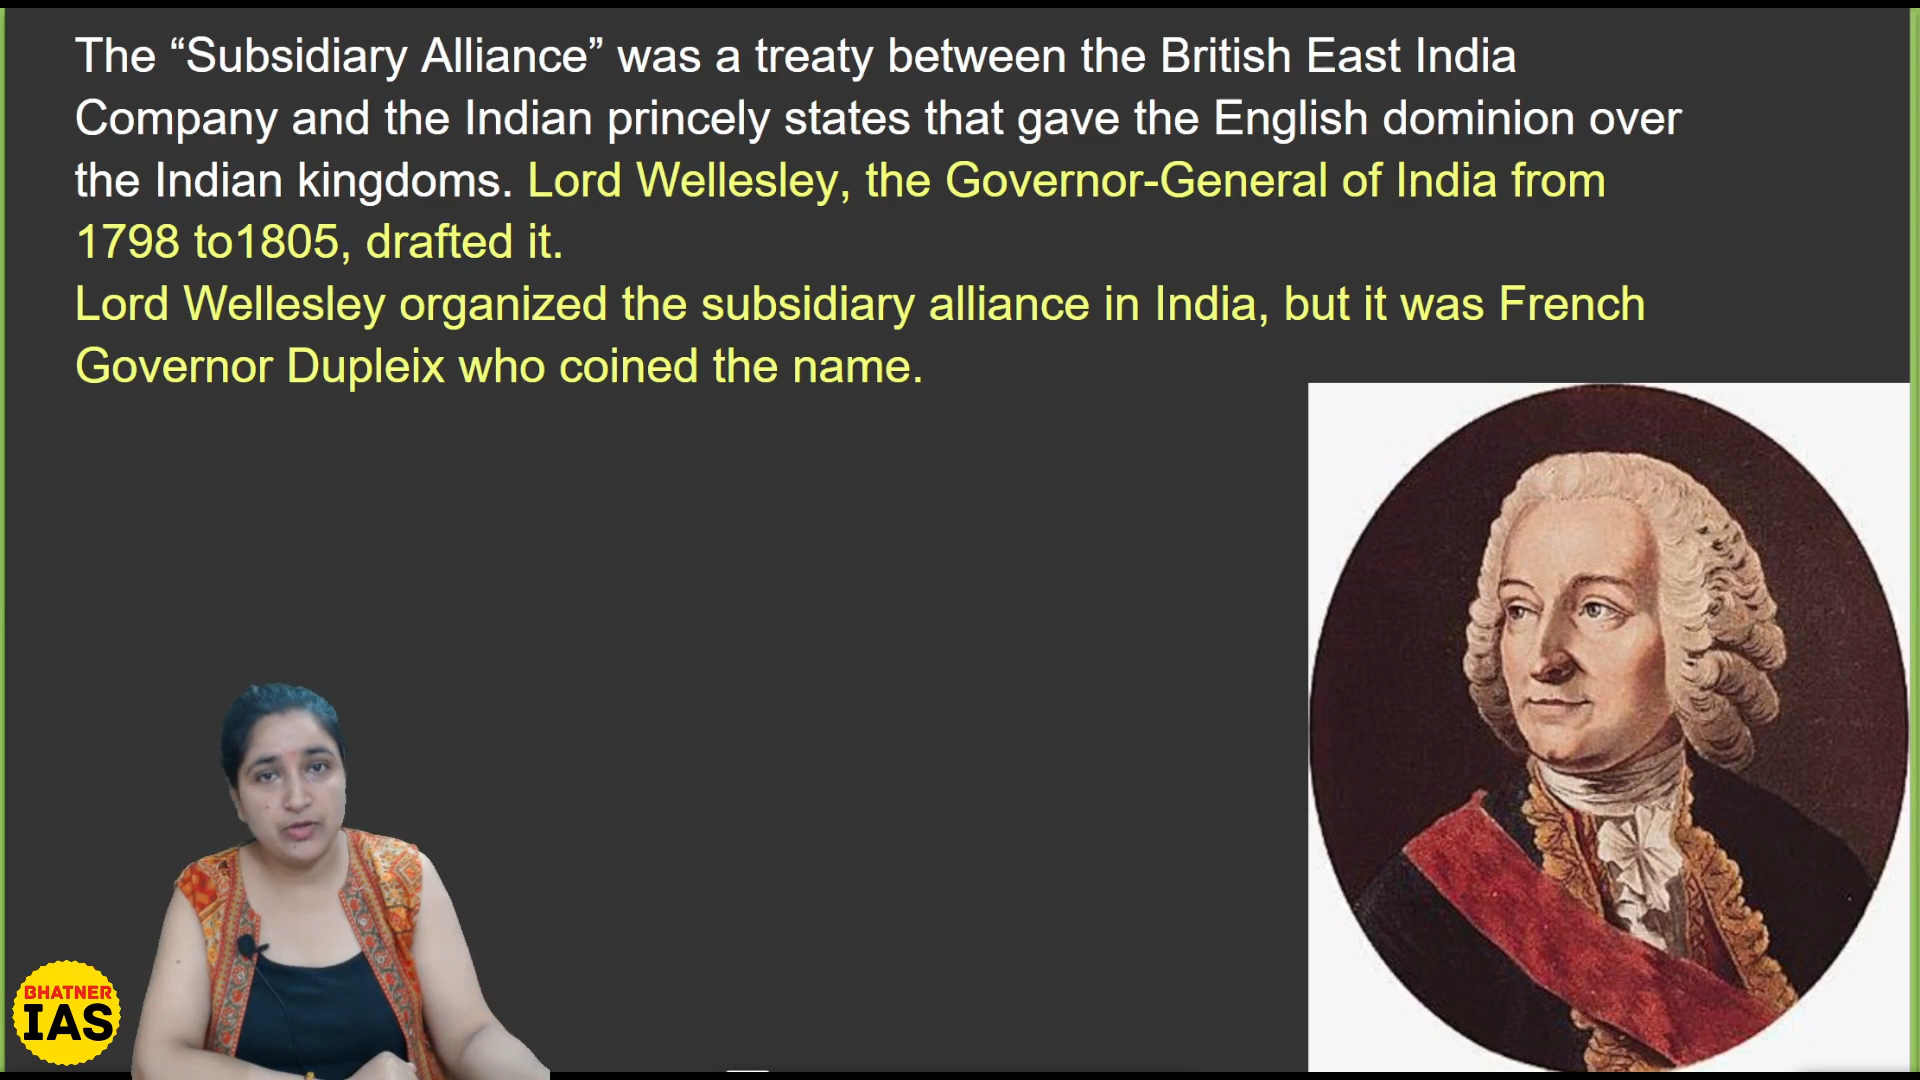 The “Subsidiary Alliance” was a treaty between the British East India
Company and the Indian princely states that gave the English dominion over
the Indian kingdoms. Lord Wellesley, the Governor-General of India from
1798 to1805, drafted it.
Lord Wellesley organized the subsidiary alliance in India, but it was French
Governor Dupleix who coined the name.
BHATNER
IAS